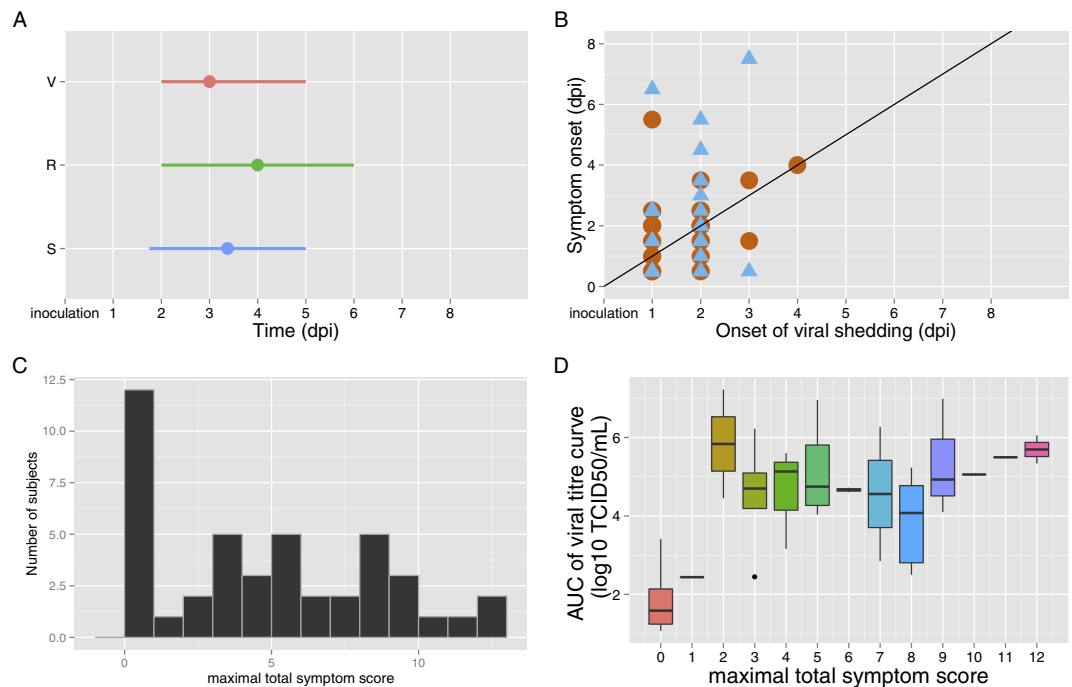 A
V
R
S
inoculation 1 2 3 4 5 6 7 8
Time (dpi)
B
Symptom onset (dpi)
8
6
4
2
0
inoculation 1 2 3 4 5 6 7 8
Onset of viral shedding (dpi)
C
Number of subjects
12.5
10.0
7.5
5.0
2.5
0.0
0 5 10
maximal total symptom score
D
AUC of viral titre curve
(log10 TCID50/mL)
6
4
2
0 1 2 3 4 5 6 7 8 9 10 11 12
maximal total symptom score